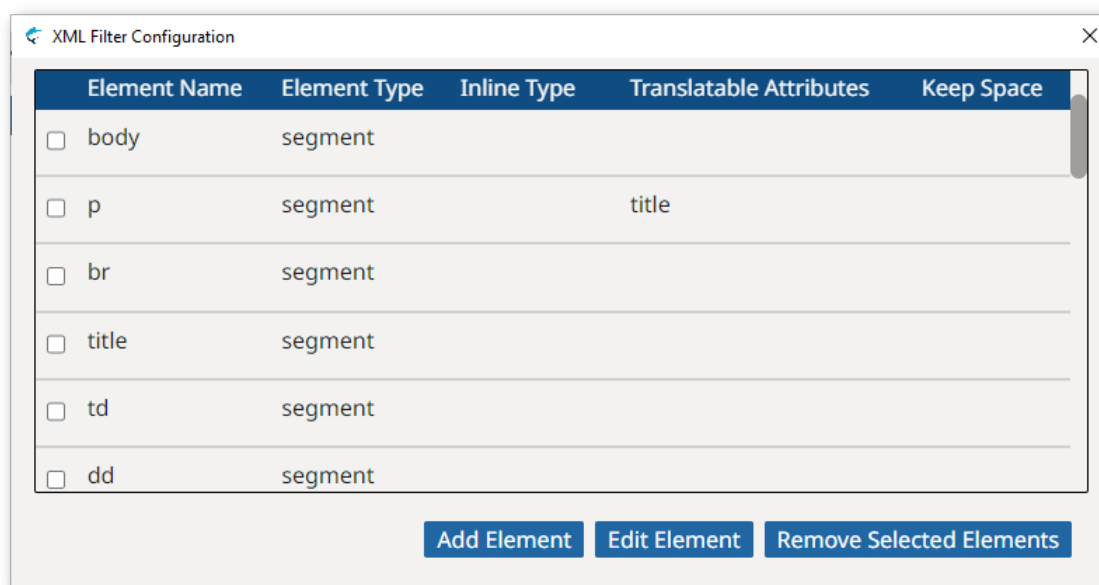 XML Filter Configuration
Element Name Element Type Inline Type Translatable Attributes Keep Space
body segment
p segment title
br segment
title segment
td segment
dd segment
Add Element Edit Element Remove Selected Elements